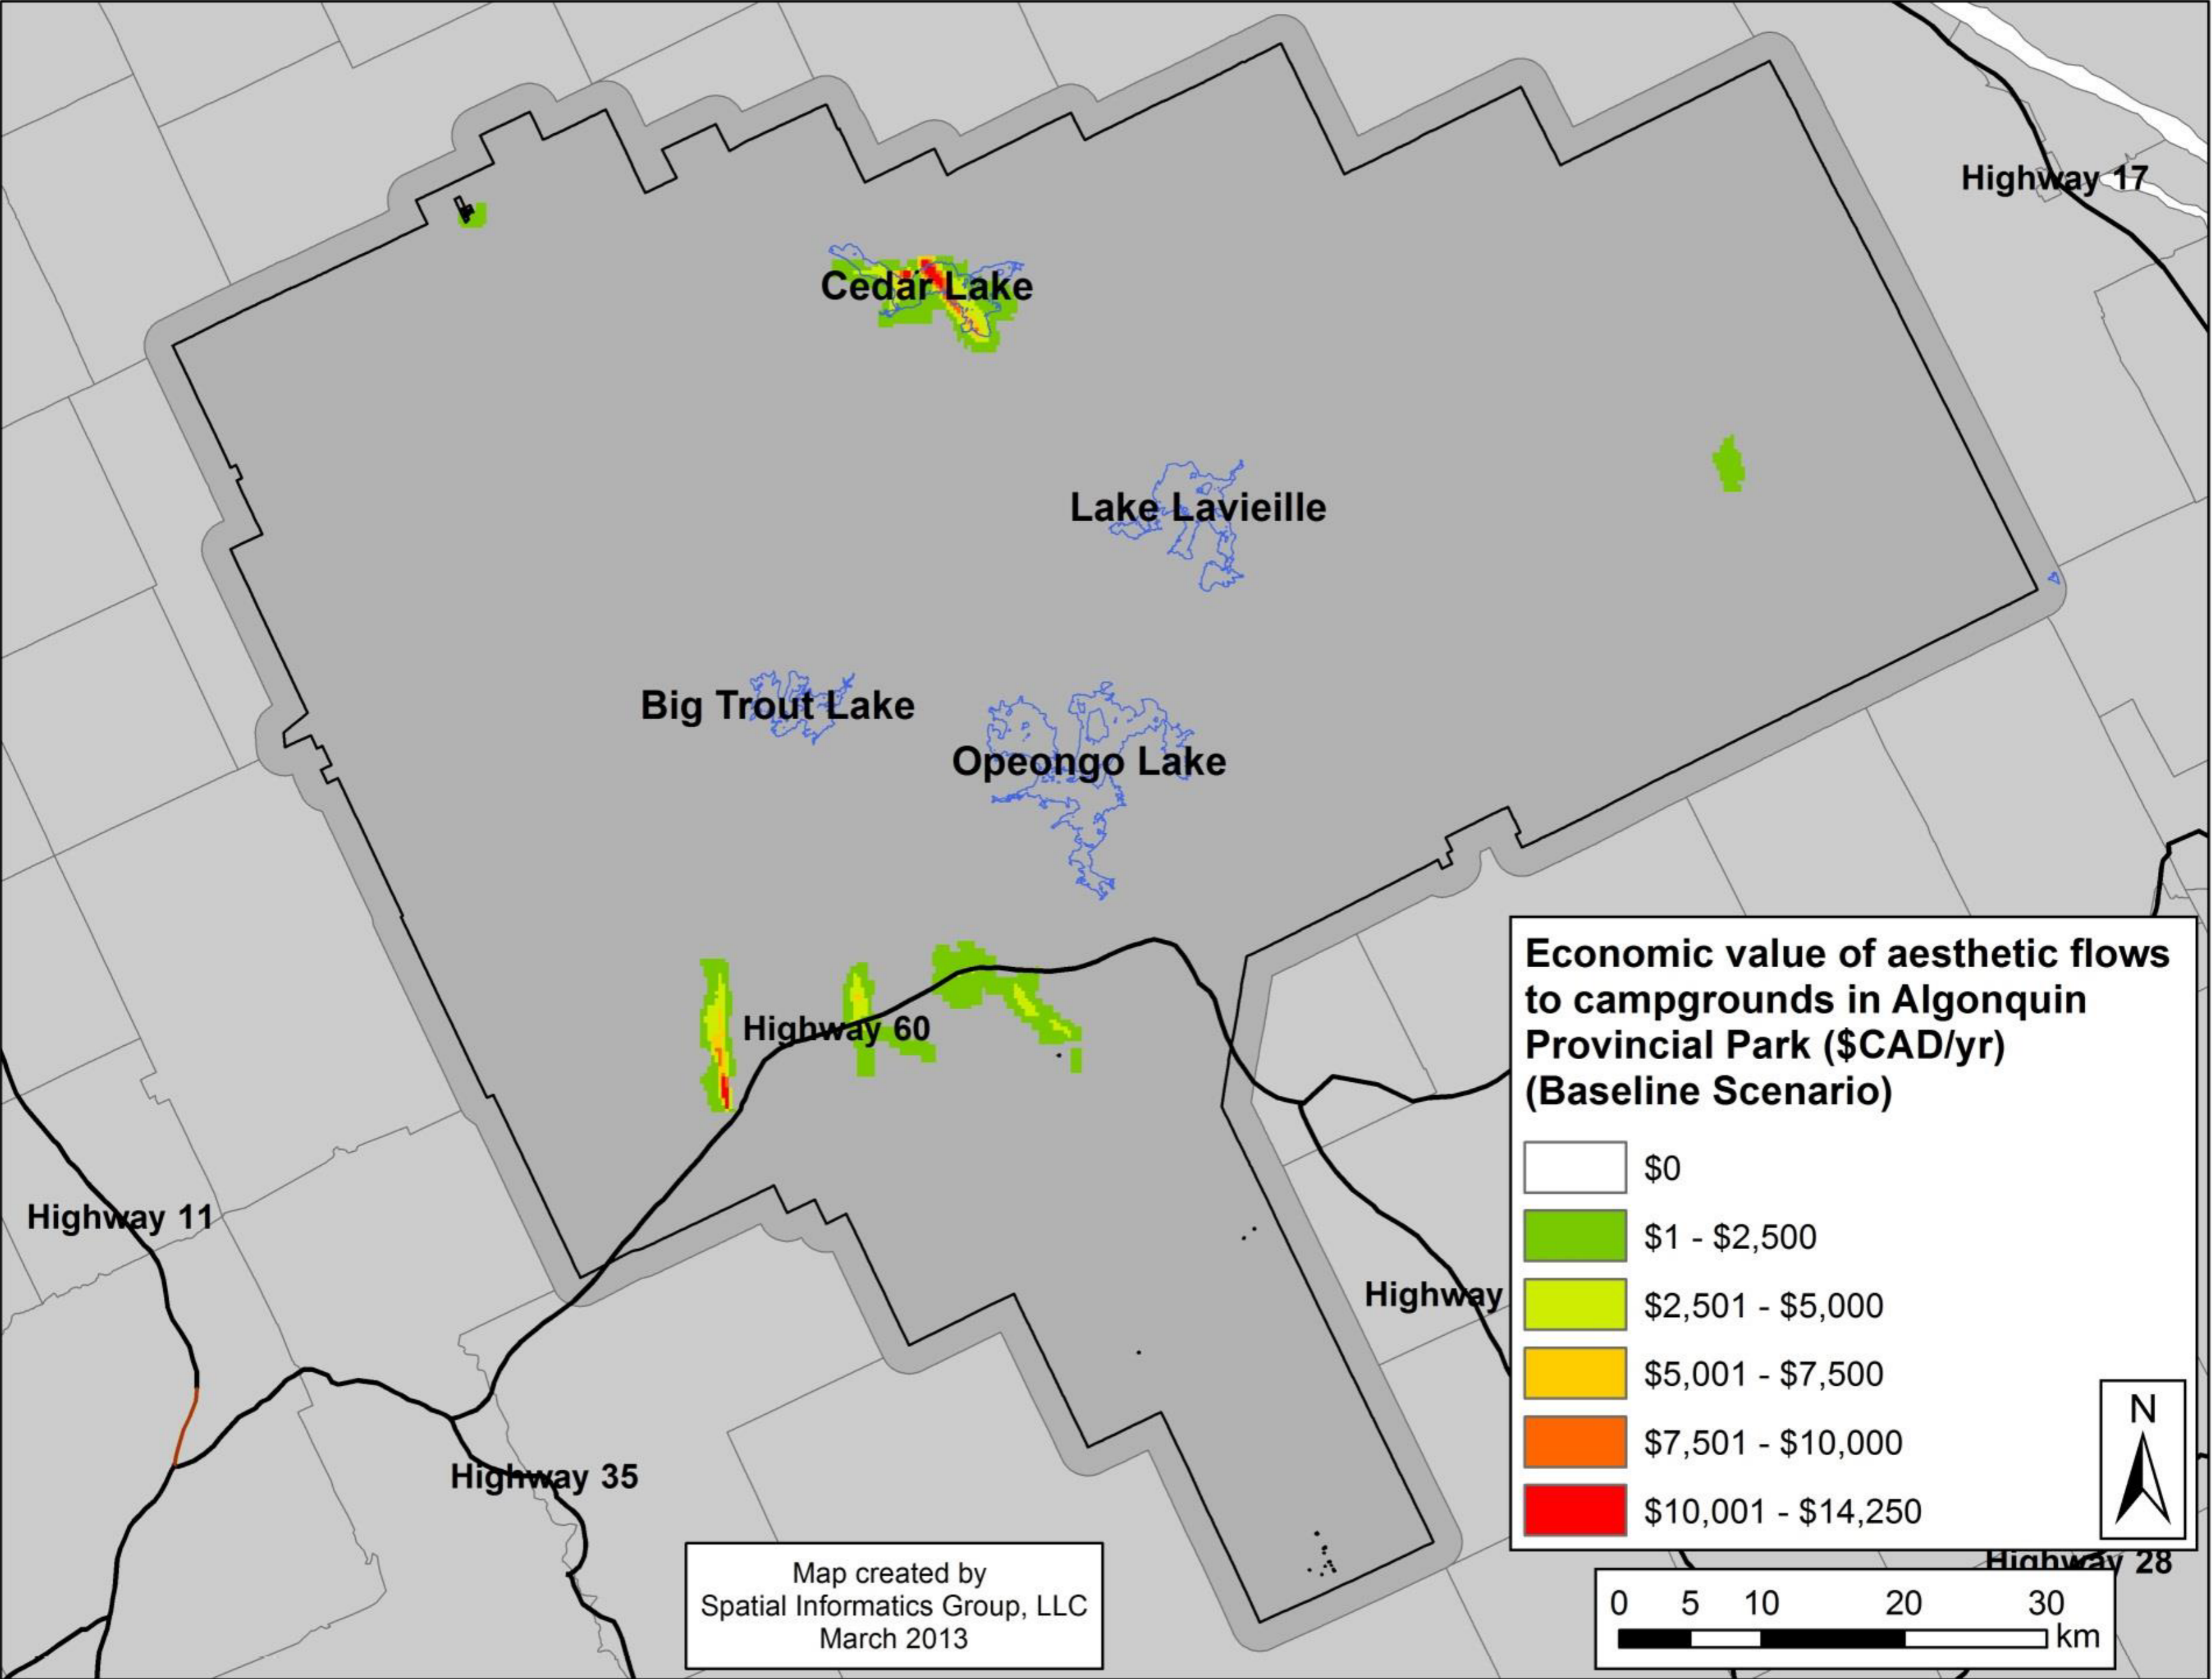 Highway 17
Cedar Lake
Lake Lavieille
Big Trout Lake
Opeongo Lake
Highway 60
Highway 11
Highway
Highway 35
Economic value of aesthetic flows
to campgrounds in Algonquin
Provincial Park ($CAD/yr)
(Baseline Scenario)
$0
$1 - $2,500
$2,501 - $5,000
$5,001 - $7,500
$7,501 - $10,000
$10,001 - $14,250
N
Highway 28
Map created by
Spatial Informatics Group, LLC
March 2013
0 5 10 20 30
km